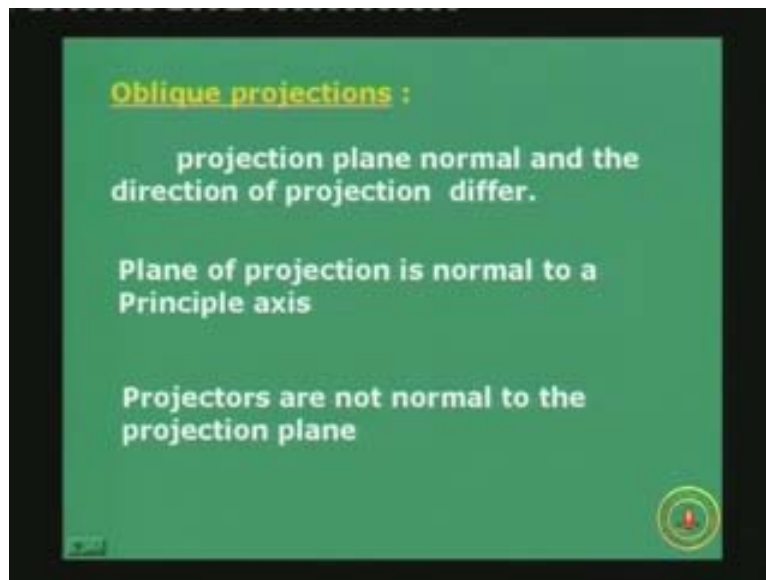 Oblique projections :
projection plane normal and the
direction of projection differ.
Plane of projection is normal to a
Principle axis
Projectors are not normal to the
projection plane